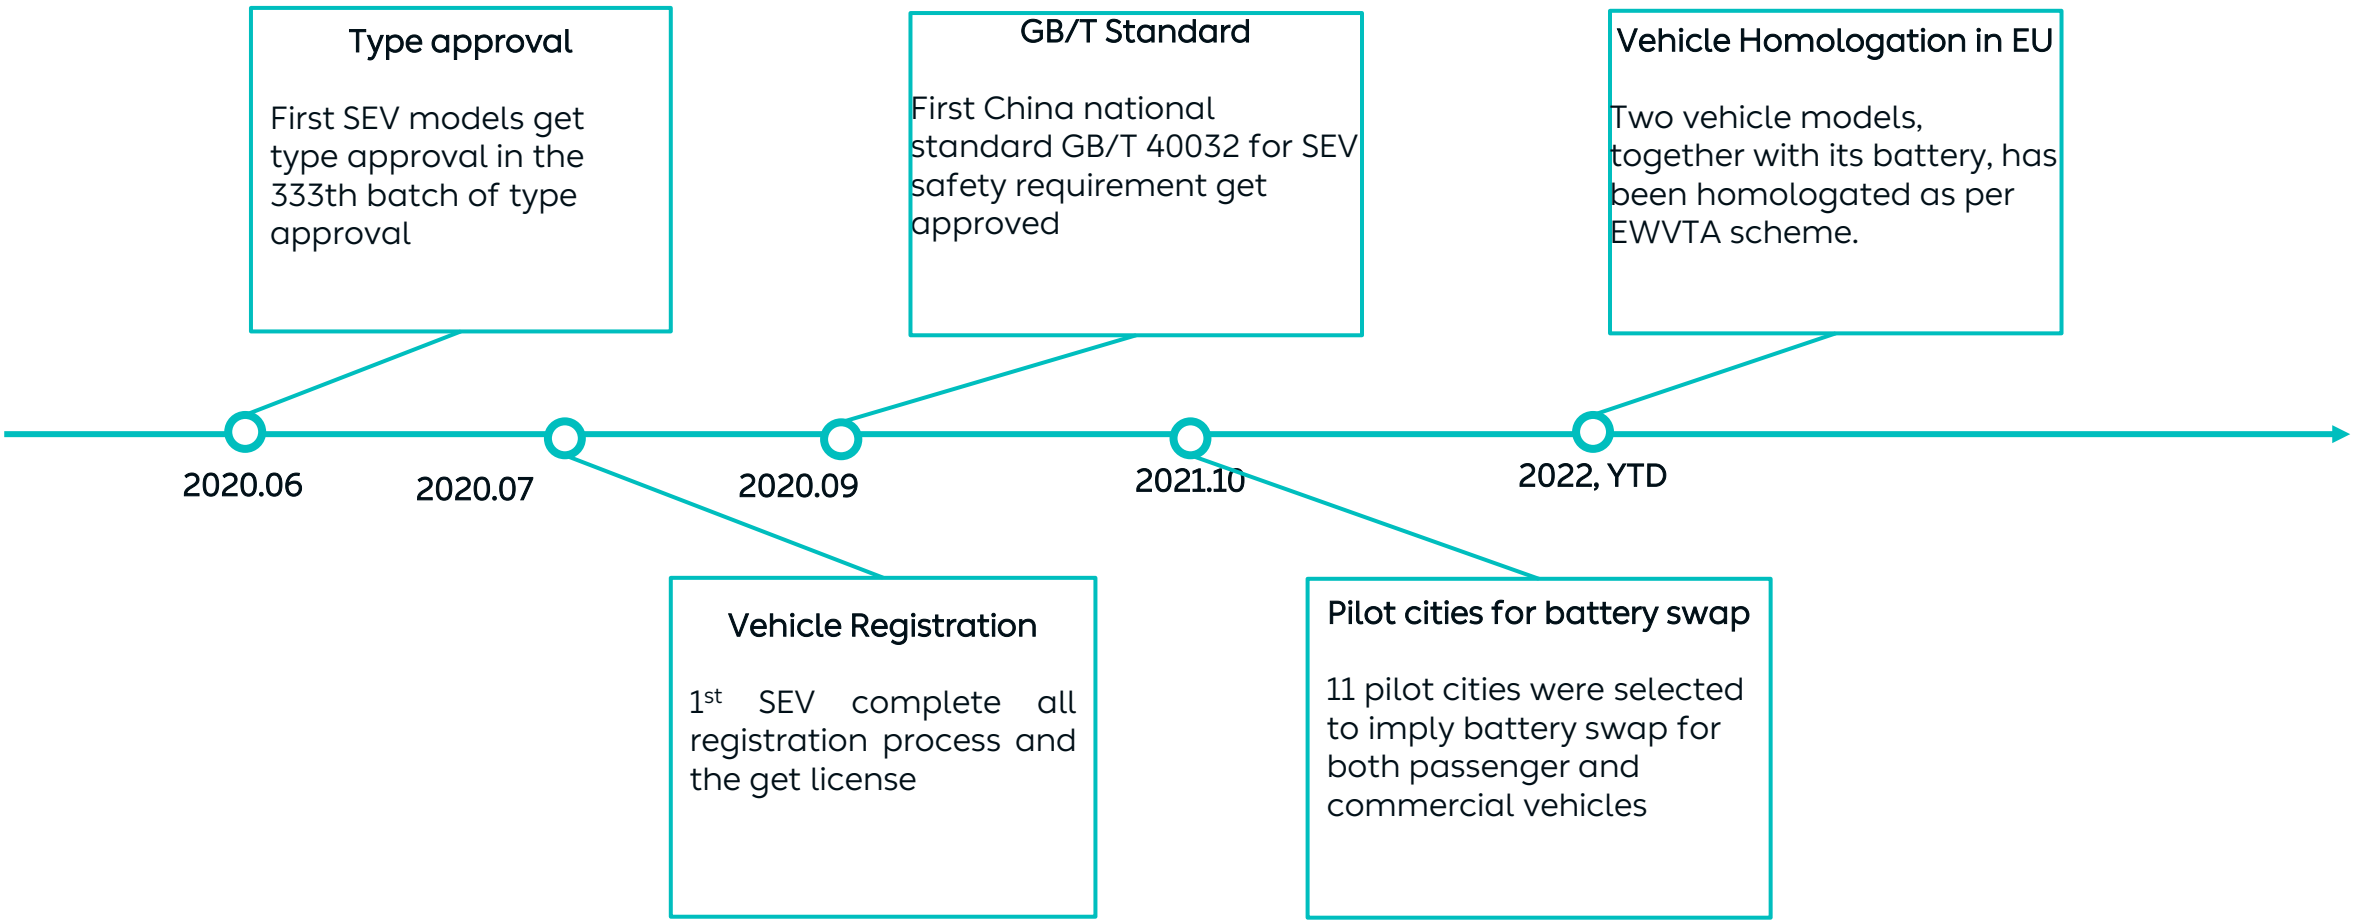 Type approval
First SEV models get
type approval in the
333th batch of type
approval
GB/T Standard
First China national
standard GB/T 40032 for SEV
safety requirement get
approved
Vehicle Homologation in EU
Two vehicle models,
together with its battery, has
been homologated as per
EWVTA scheme.
2020.06
2020.07
2020.09
2021.10
2022, YTD
Vehicle Registration
1st SEV complete all
registration process and
the get license
Pilot cities for battery swap
11 pilot cities were selected
to imply battery swap for
both passenger and
commercial vehicles